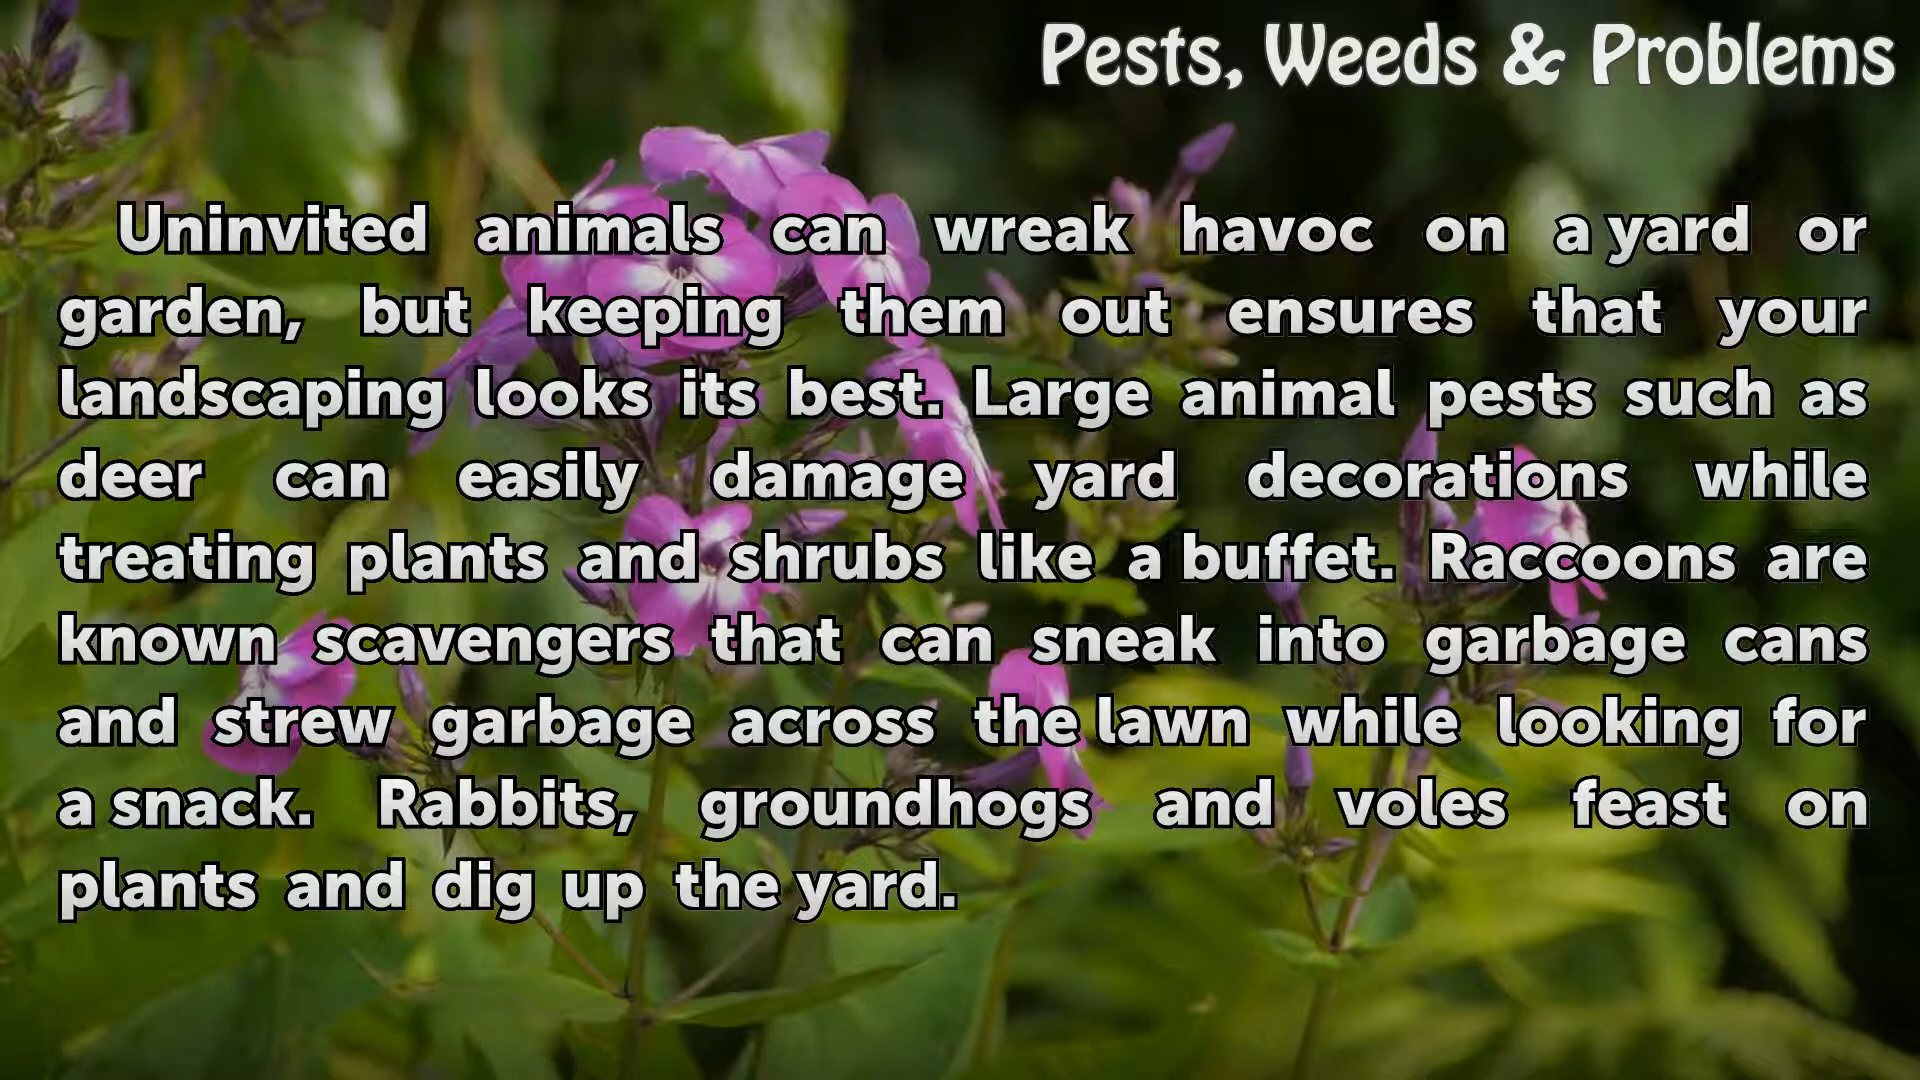 Pests, Weeds & Problems
Uninvited animals can wreak havoc on a yard or
garden, but keeping them out ensures that your
landscaping looks its best. Large animal pests such as
deer can easily damage yard decorations while
treating plants and shrubs like a buffet. Raccoons are
known scavengers that can sneak into garbage cans
and strew garbage across the lawn while looking for
a snack. Rabbits, groundhogs and voles feast on
plants and dig up the yard.